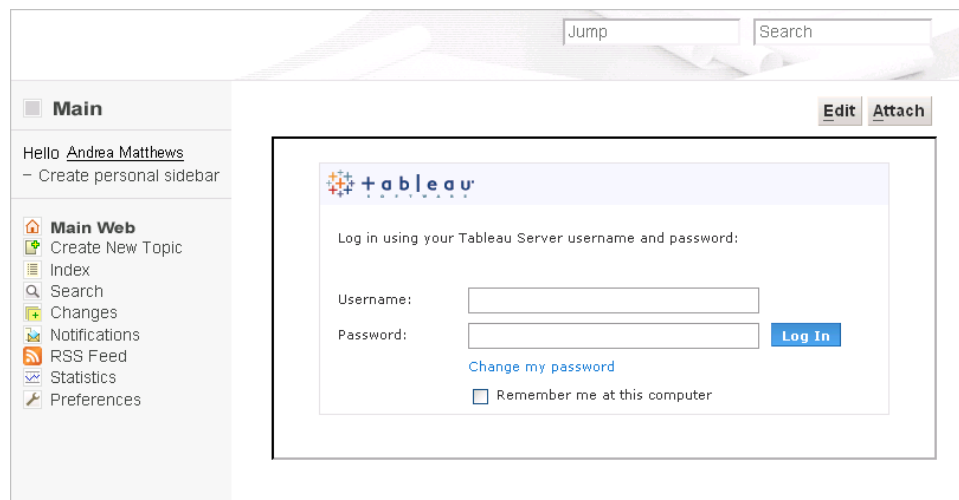 Jump
Search
Main
Edit
Attach
Hello Andrea Matthews
– Create personal sidebar
Main Web
Create New Topic
Index
Search
Changes
Notifications
RSS Feed
Statistics
Preferences
+ableau
Log in using your Tableau Server username and password:
Username:
Password:
Log In
Change my password
Remember me at this computer